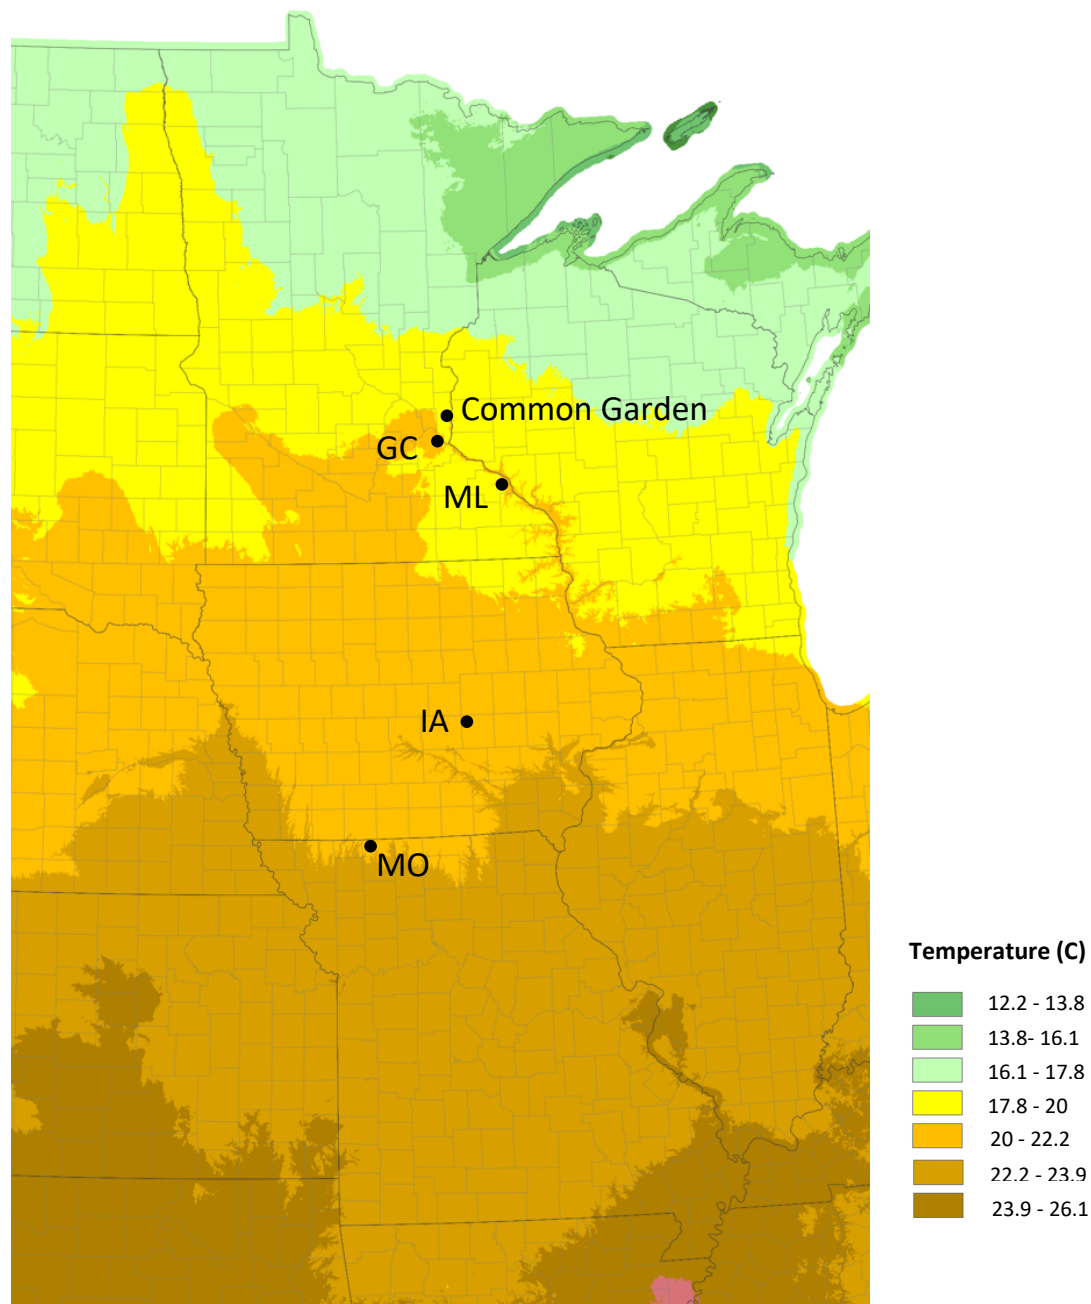 Common Garden
GC
ML
IA
MO
Temperature (C)
12.2 - 13.8
13.8- 16.1
16.1 - 17.8
17.8 - 20
20 - 22.2
22.2 - 23.9
23.9 - 26.1